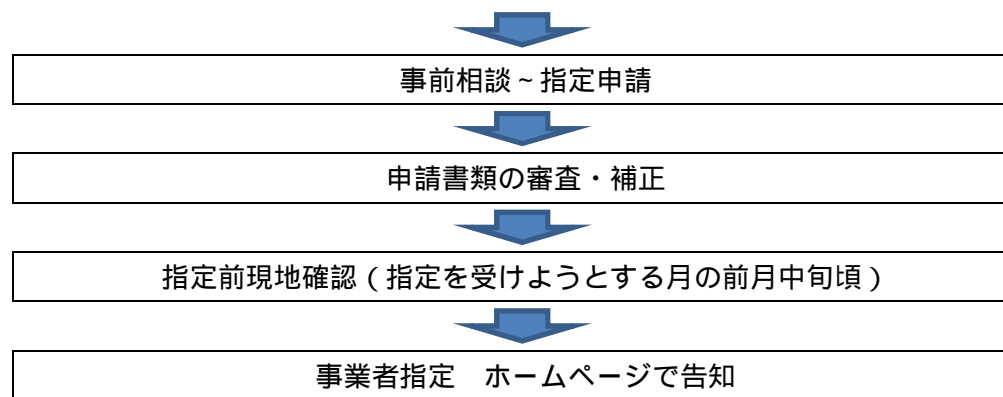 事前相談～指定申請
申請書類の審査・補正
指定前現地確認（指定を受けようとする月の前月中旬頃）
事業者指定　ホームページで告知